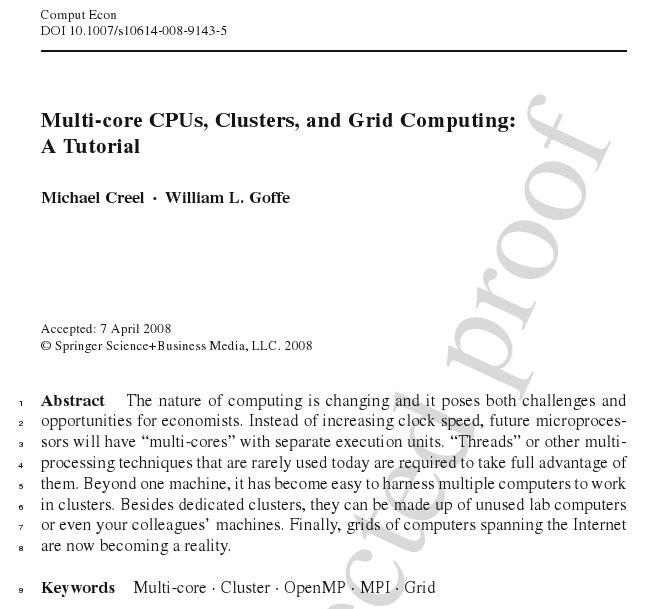 Comput Econ
DOI 10.1007/s10614-008-9143-5
Multi-core CPUs, Clusters, and Grid Computing:
A Tutorial
Michael Creel · William L. Goffe
Accepted: 7 April 2008
© Springer Science+Business Media, LLC. 2008
1 Abstract The nature of computing is changing and it poses both challenges and
2 opportunities for economists. Instead of increasing clock speed, future microproces-
3 sors will have “multi-cores” with separate execution units. “Threads” or other multi-
4 processing techniques that are rarely used today are required to take full advantage of
5 them. Beyond one machine, it has become easy to harness multiple computers to work
6 in clusters. Besides dedicated clusters, they can be made up of unused lab computers
7 or even your colleagues’ machines. Finally, grids of computers spanning the Internet
8 are now becoming a reality.
9 Keywords Multi-core · Cluster · OpenMP · MPI · Grid
cted proof